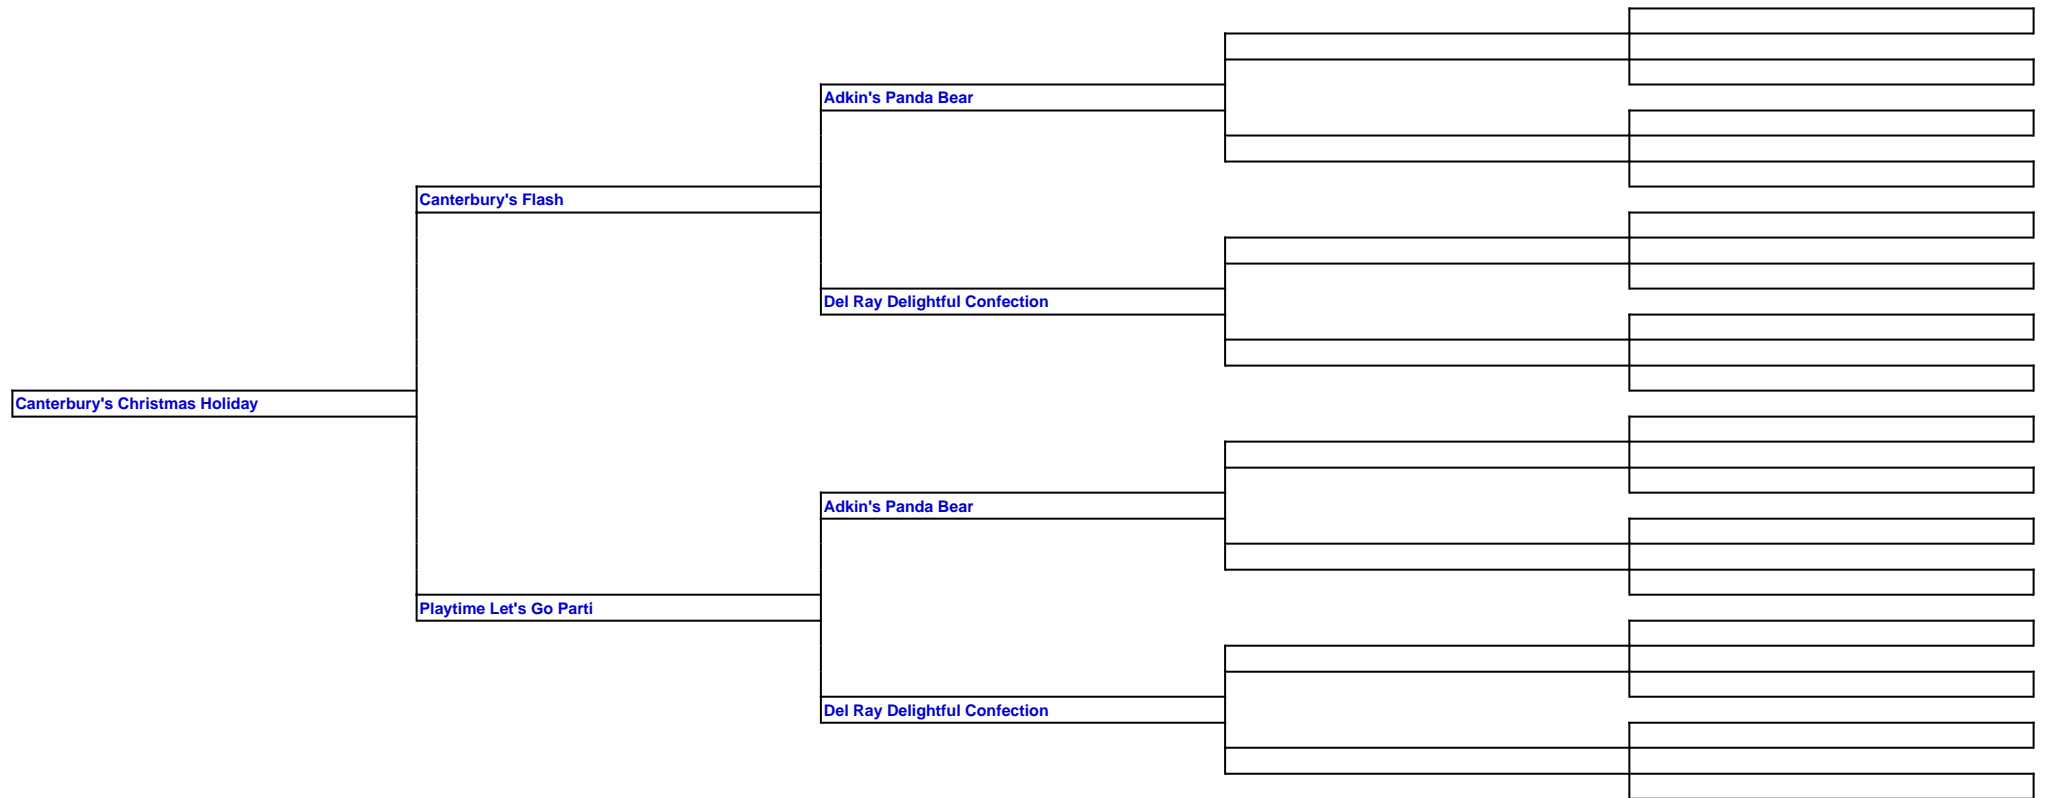 Adkin's Panda Bear
Canterbury's Flash
Del Ray Delightful Confection
Canterbury's Christmas Holiday
Adkin's Panda Bear
Playtime Let's Go Parti
Del Ray Delightful Confection